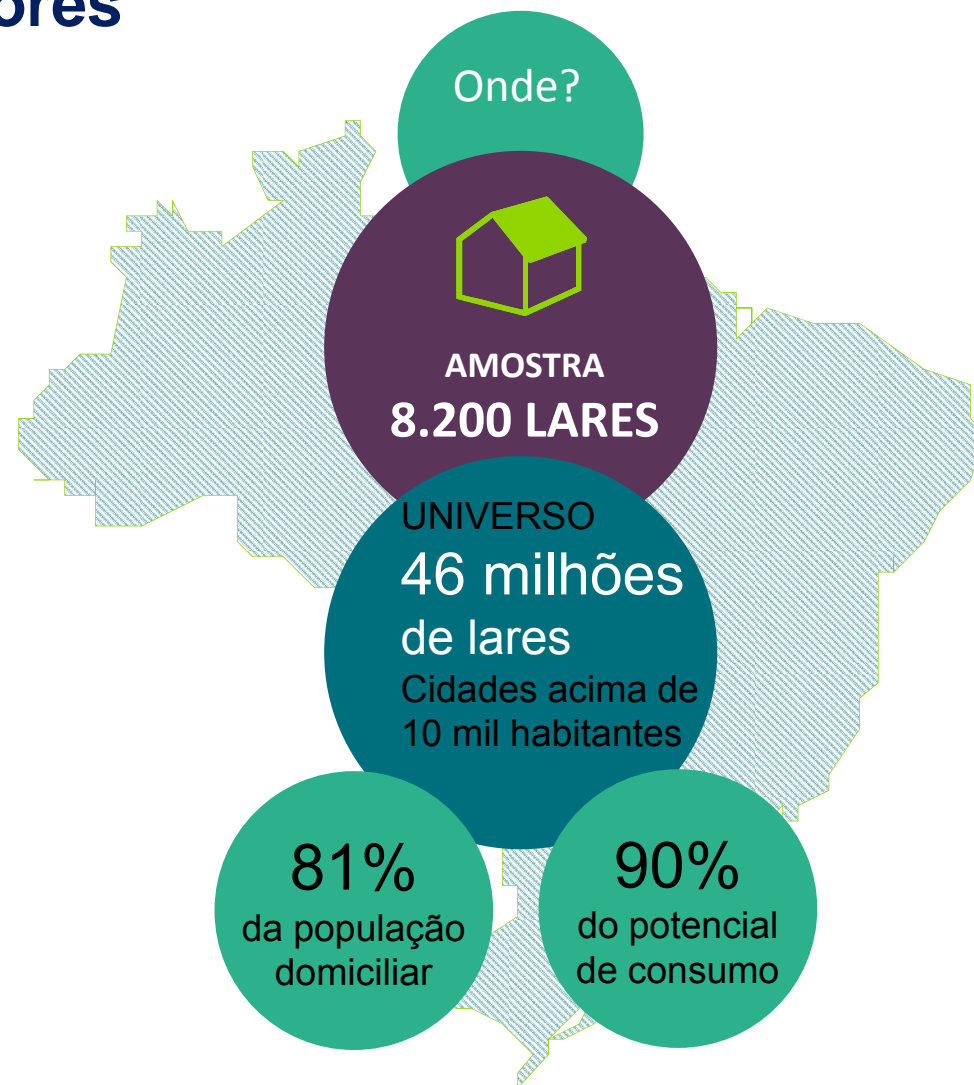 ores
Onde?
AMOSTRA
8.200 LARES
UNIVERSO
46 milhões
de lares
Cidades acima de
10 mil habitantes
81%
da população
domiciliar
90%
do potencial
de consumo